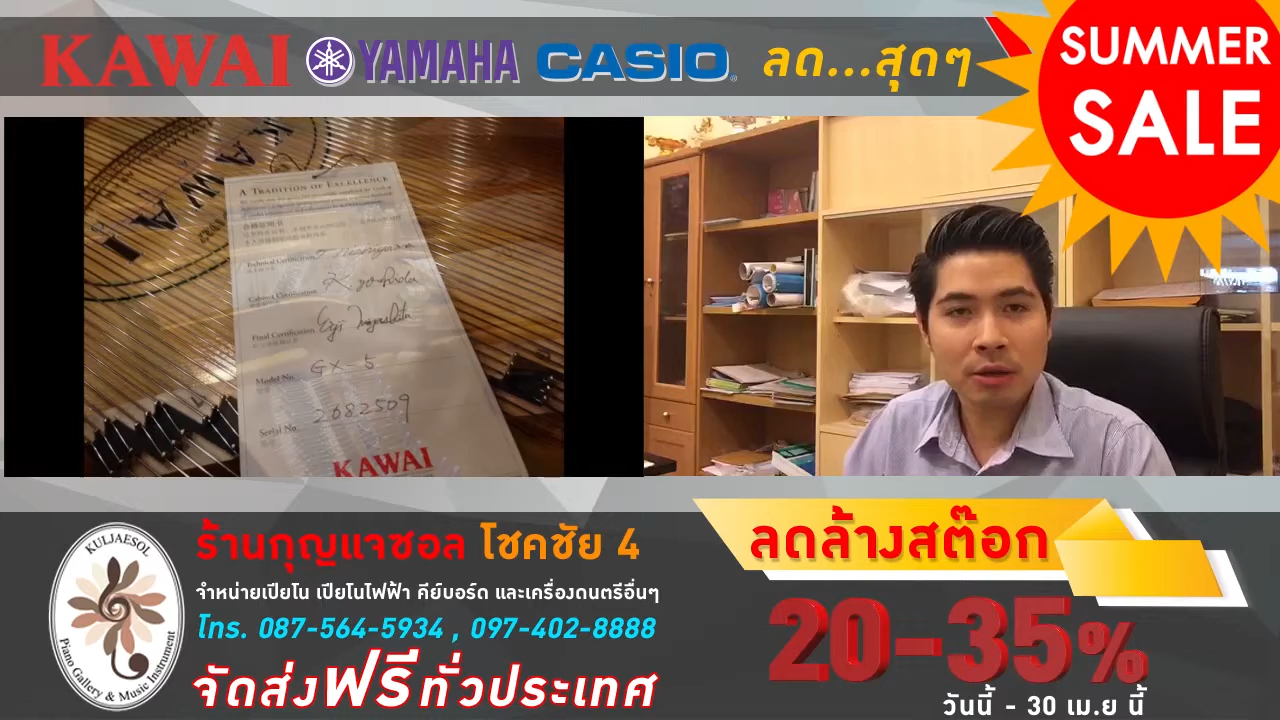 KAWAI YAMAHA CASIO ลด...สุดๆ
SUMMER
SALE
KAWAI
A TRADITION OF EXCELLENCE
Technical Certification
Cabinet Certification K. yoshida
Final Certification Eiji
Model No. GX-5
Serial No. 2682509
KAWAI
KULJAESOL
Piano Gallery & Music Instrument
ร้านกุญแจซอล โชคชัย 4
จำหน่ายเปียโน เปียโนไฟฟ้า คีย์บอร์ด และเครื่องดนตรีอื่นๆ
โทร. 087-564-5934 , 097-402-8888
จัดส่งฟรีทั่วประเทศ
ลดล้างสต๊อก
20-35%
วันนี้ - 30 เม.ย นี้